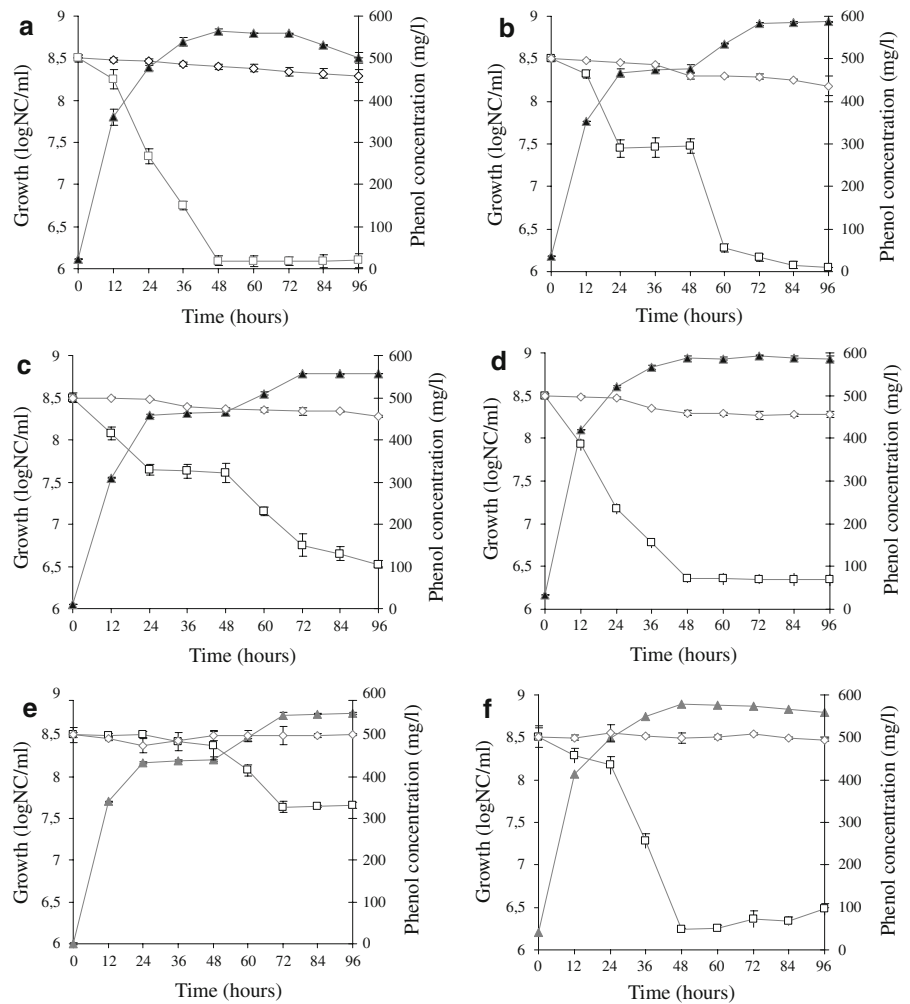 a
9
8,5
8
7,5
7
6,5
6
Growth (logNC/ml)
600
500
400
300
200
100
0
Phenol concentration (mg/l)
0 12 24 36 48 60 72 84 96
Time (hours)
b
9
8,5
8
7,5
7
6,5
6
Growth (logNC/ml)
600
500
400
300
200
100
0
Phenol concentration (mg/l)
0 12 24 36 48 60 72 84 96
Time (hours)
c
9
8,5
8
7,5
7
6,5
6
Growth (logNC/ml)
600
500
400
300
200
100
0
Phenol concentration (mg/l)
0 12 24 36 48 60 72 84 96
Time (hours)
d
9
8,5
8
7,5
7
6,5
6
Growth (logNC/ml)
600
500
400
300
200
100
0
Phenol concentration (mg/l)
0 12 24 36 48 60 72 84 96
Time (hours)
e
9
8,5
8
7,5
7
6,5
6
Growth (logNC/ml)
600
500
400
300
200
100
0
Phenol concentration (mg/l)
0 12 24 36 48 60 72 84 96
Time (hours)
f
9
8,5
8
7,5
7
6,5
6
Growth (logNC/ml)
600
500
400
300
200
100
0
Phenol concentration (mg/l)
0 12 24 36 48 60 72 84 96
Time (hours)